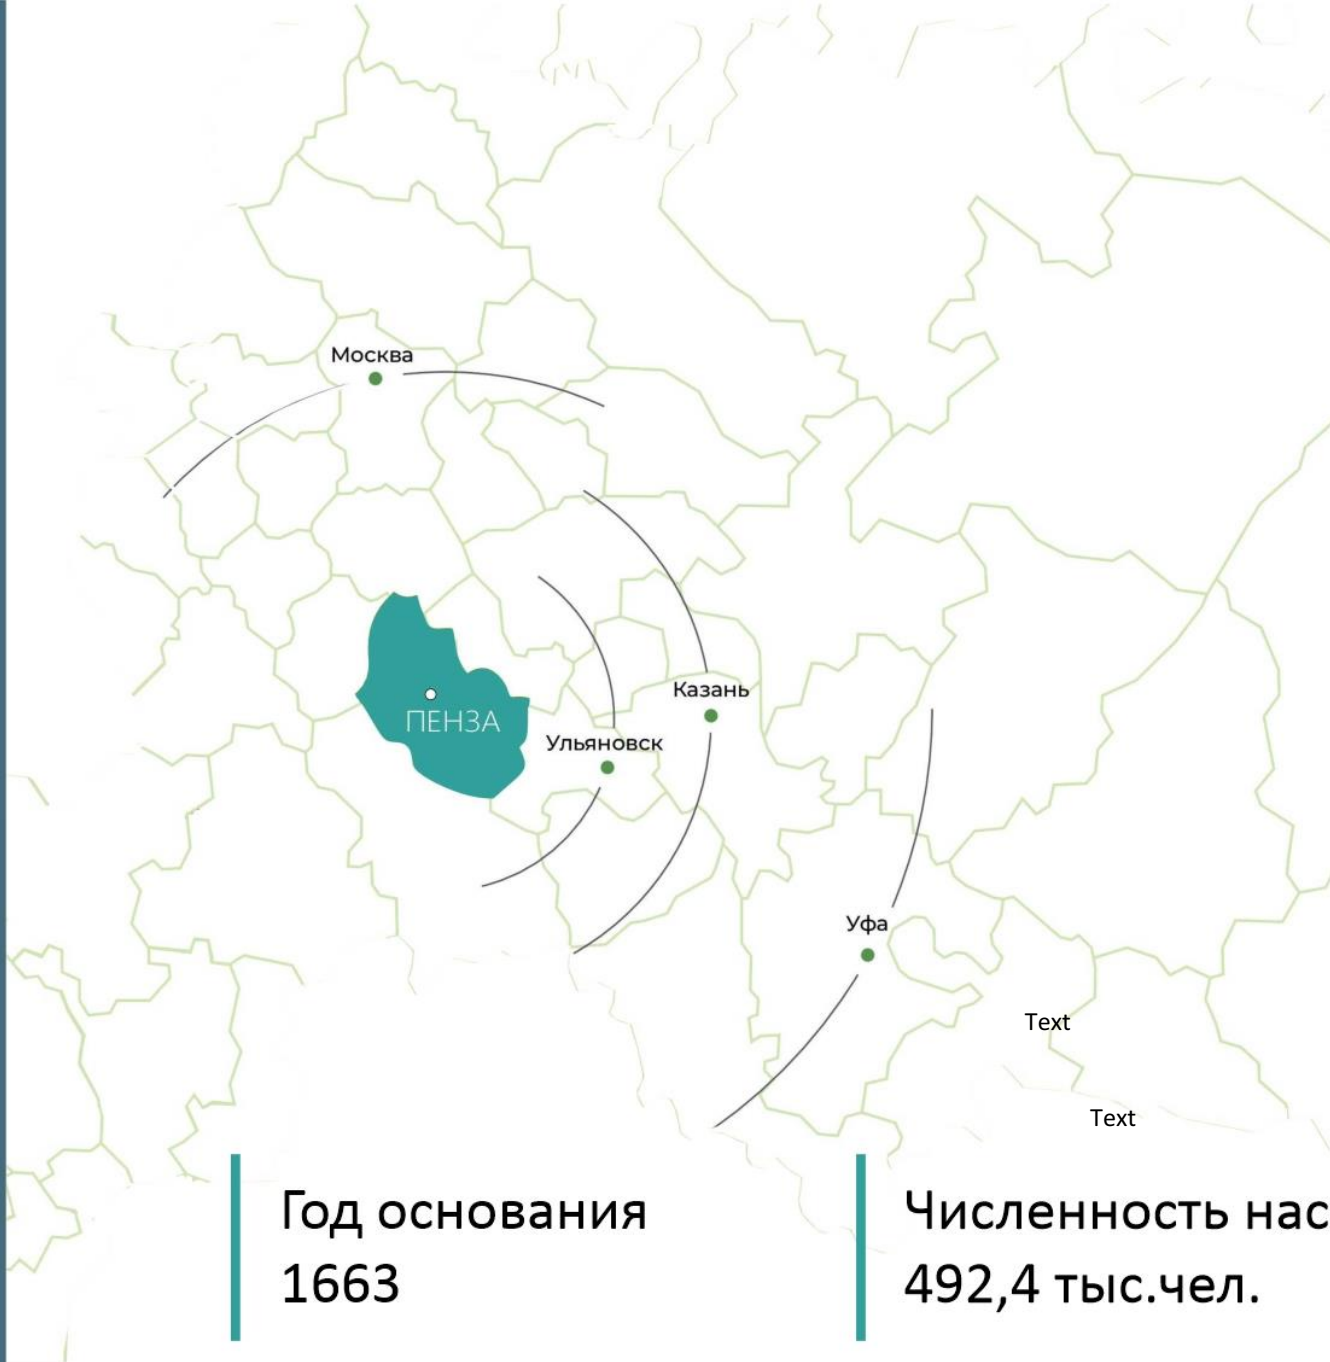 Москва
Казань
ПЕНЗА
Ульяновск
Уфа
Text
Text
Год основания
1663
Численность нас
492,4 тыс.чел.